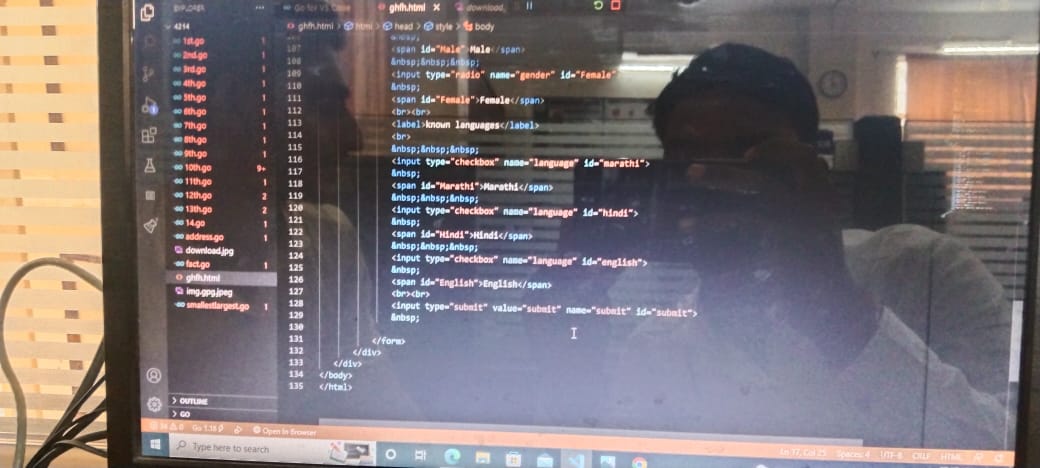 EXPLORER
Go for VS Code
ghfh.html
download.
4214
ghfh.html > html > head > style > body
1st.go 1
2nd.go 1
3rd.go 1
4th.go 1
5th.go 1
6th.go 1
7th.go 1
8th.go 1
9th.go 1
10th.go 9+
11th.go 1
12th.go 2
13th.go 2
14.go 1
address.go 1
download.jpg
fact.go 1
ghfh.html
img.gpg.jpeg
smallestlargest.go 1
OUTLINE
GO
106 &nbsp;
107 <span id="Male">Male</span>
108 &nbsp;&nbsp;&nbsp;
109 <input type="radio" name="gender" id="Female"
110 &nbsp;
111 <span id="Female">Female</span>
112 <br><br>
113 <label>known languages</label>
114 <br>
115 &nbsp;&nbsp;&nbsp;
116 <input type="checkbox" name="language" id="marathi">
117 &nbsp;
118 <span id="Marathi">Marathi</span>
119 &nbsp;&nbsp;&nbsp;
120 <input type="checkbox" name="language" id="hindi">
121 &nbsp;
122 <span id="Hindi">Hindi</span>
123 &nbsp;&nbsp;&nbsp;
124 <input type="checkbox" name="language" id="english">
125 &nbsp;
126 <span id="English">English</span>
127 <br><br>
128 <input type="submit" value="submit" name="submit" id="submit">
129 &nbsp;
130
131 </form>
132 </div>
133 </div>
134 </body>
135 </html>
Go 1.18 Open In Browser
Ln 17, Col 25 Spaces: 4 UTF-8 CRLF HTML
Type here to search